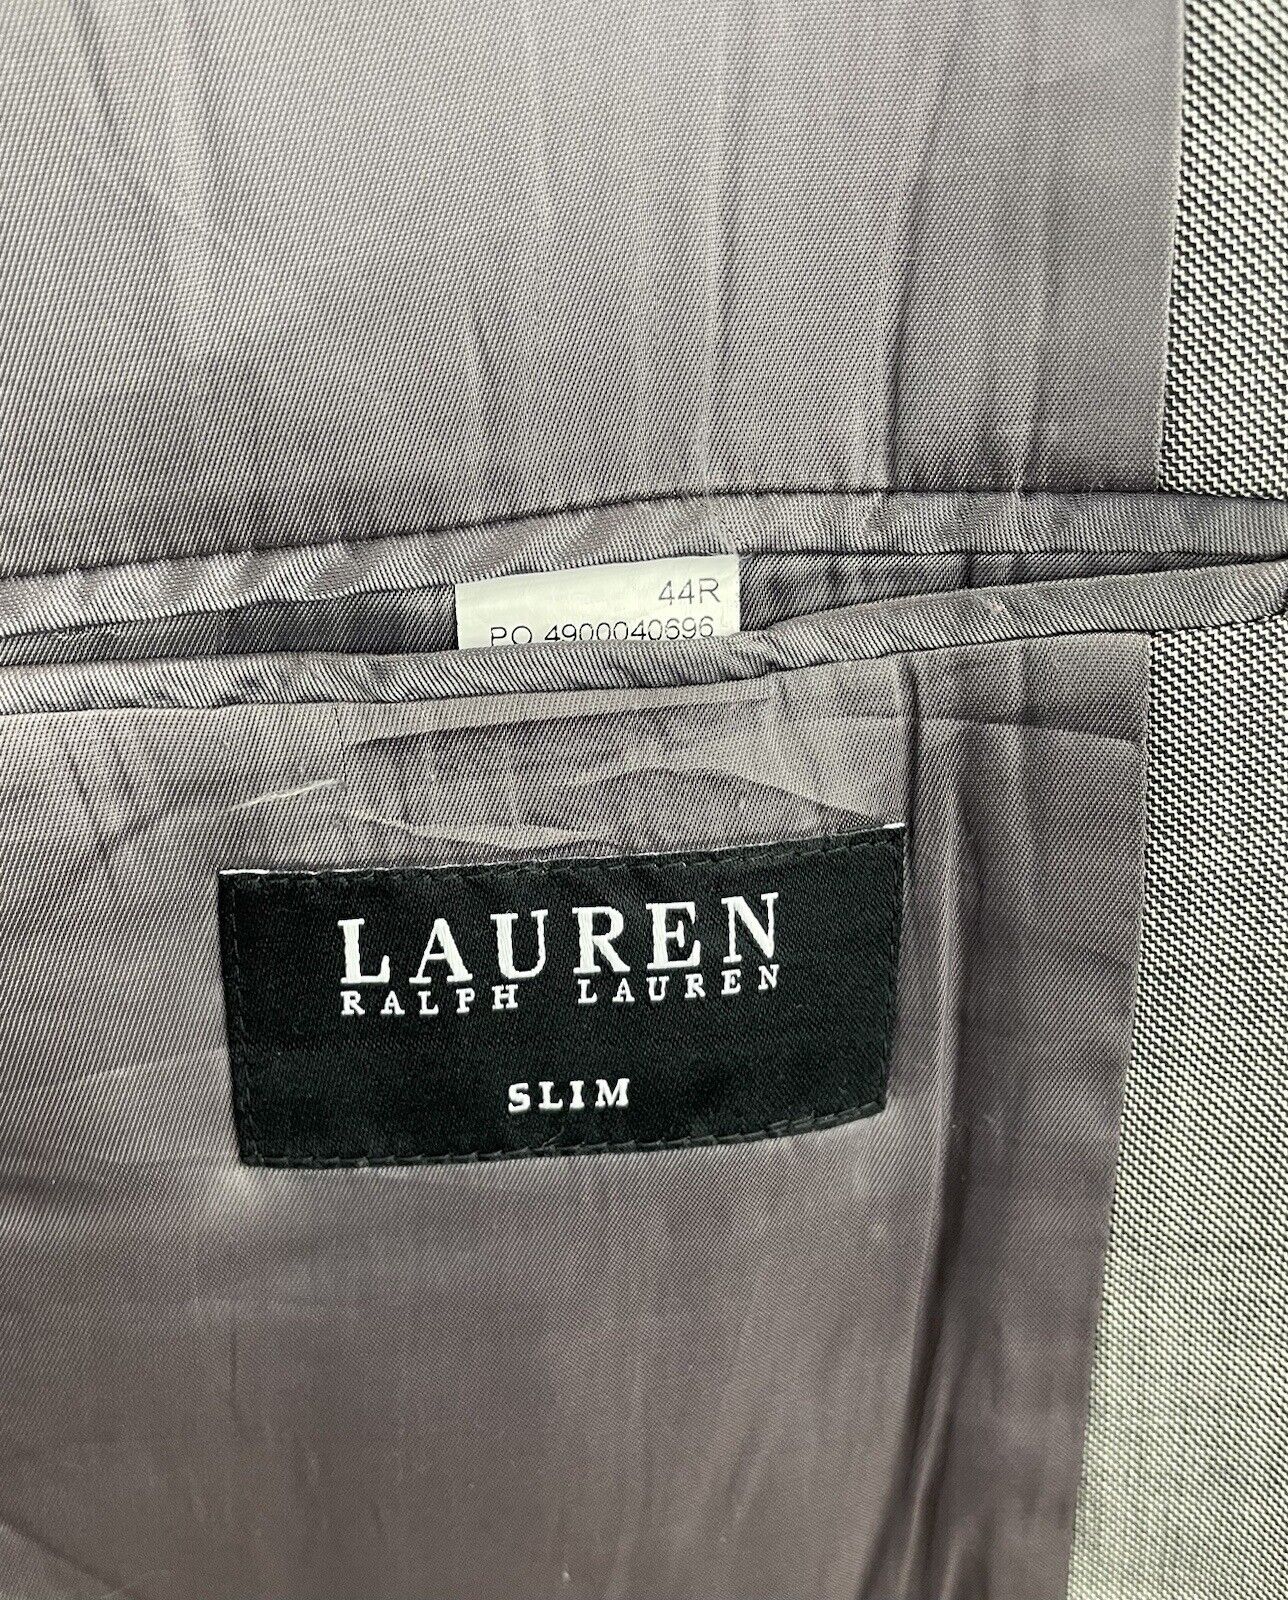 44R
PO 4900040696
LAUREN
RALPH LAUREN
SLIM